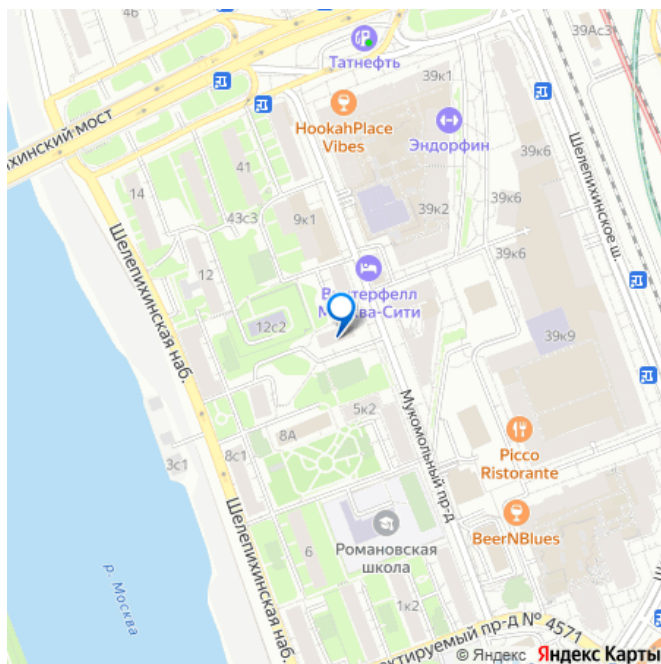 46
39Ас3
Татнефть
39к1
HookahPlace
Vibes
Эндорфин
ихинский мост
41
14
43с3
9к1
39к2
39к6
39к6
Шелепихинское ш.
12
Шелепихинская наб.
12с2
39к9
5к2
Мукомольный пр-д
8А
8с1
3с1
Picco
Ristorante
BeerNBlues
Романовская
школа
6
Шелепихинская наб.
р. Москва
1к2
ктируемый пр-д № 4571
© Яндекс Яндекс Карты